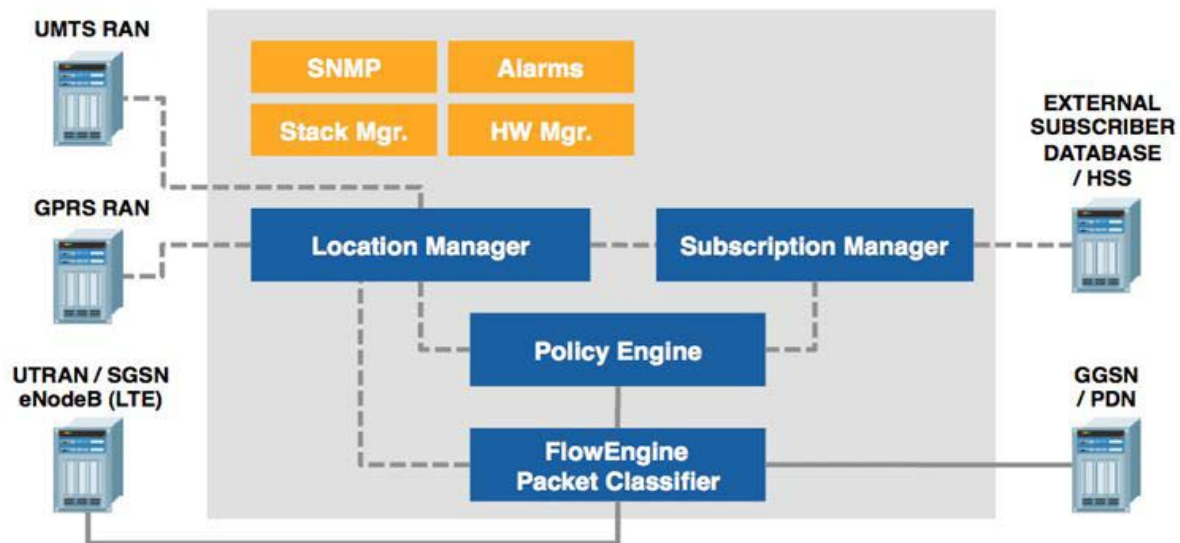 UMTS RAN
SNMP
Alarms
Stack Mgr.
HW Mgr.
EXTERNAL
SUBSCRIBER
DATABASE
/ HSS
GPRS RAN
Location Manager
Subscription Manager
Policy Engine
UTRAN / SGSN
eNodeB (LTE)
GGSN
/ PDN
FlowEngine
Packet Classifier